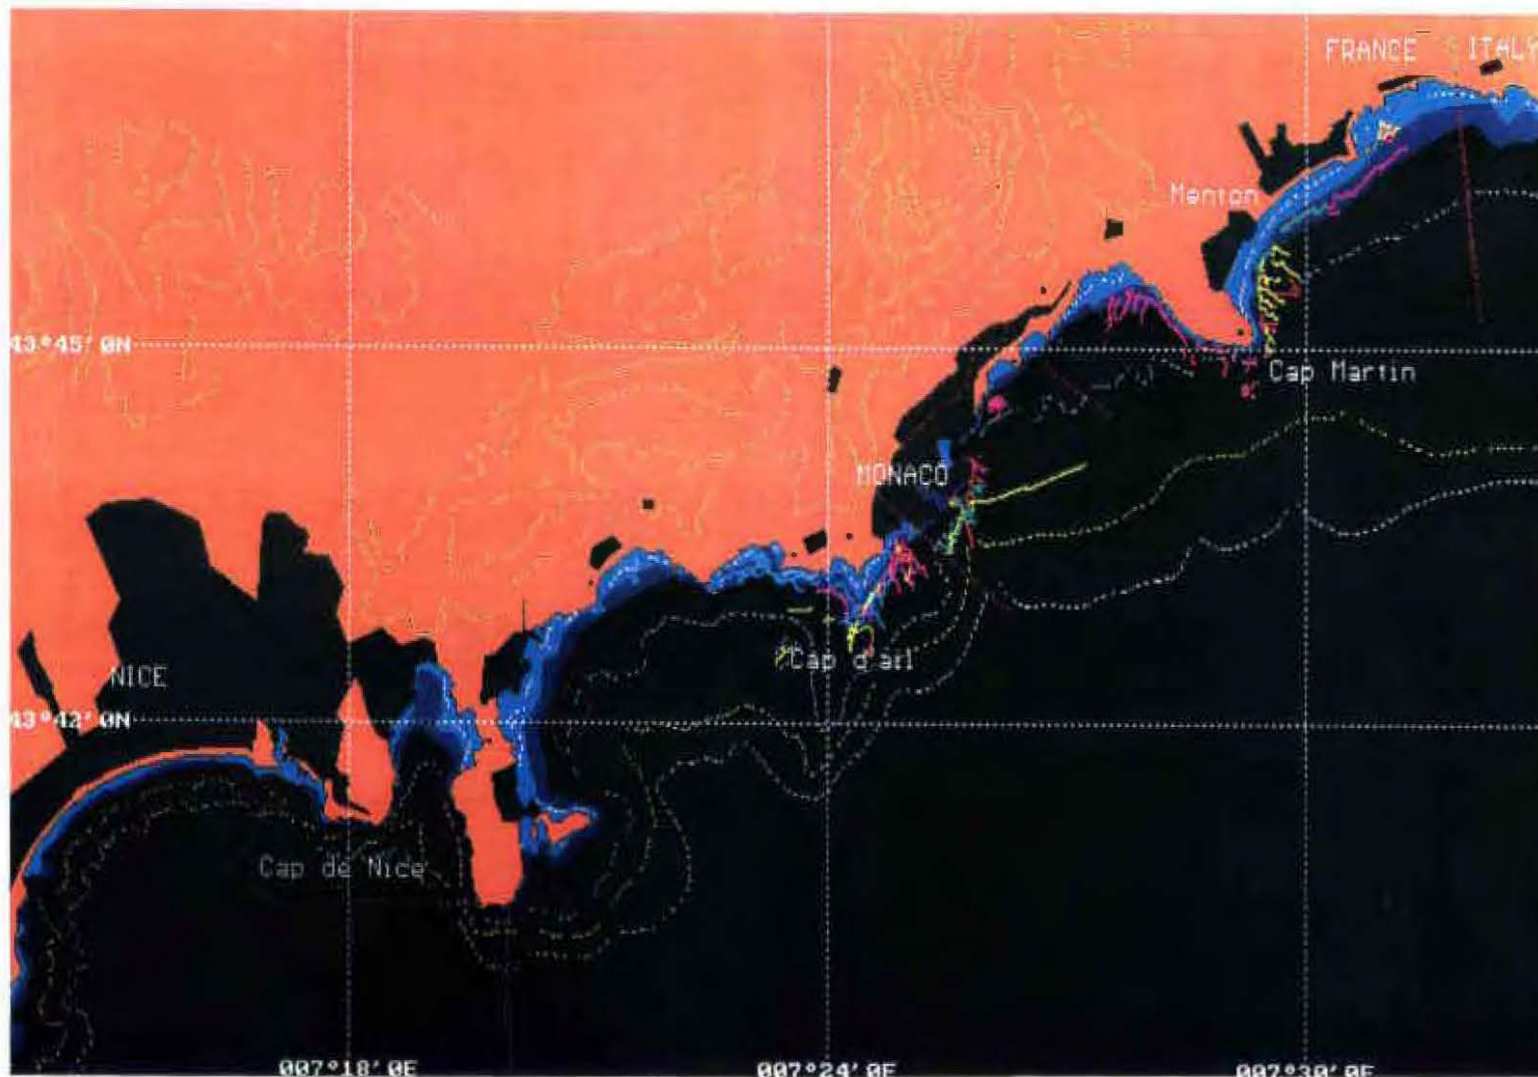 FRANCE ITALY
Menton
43°45'0N
Cap Martin
MONACO
Cap d'ail
NICE
43°42'0N
Cap de Nice
007°18'0E
007°24'0E
007°30'0E